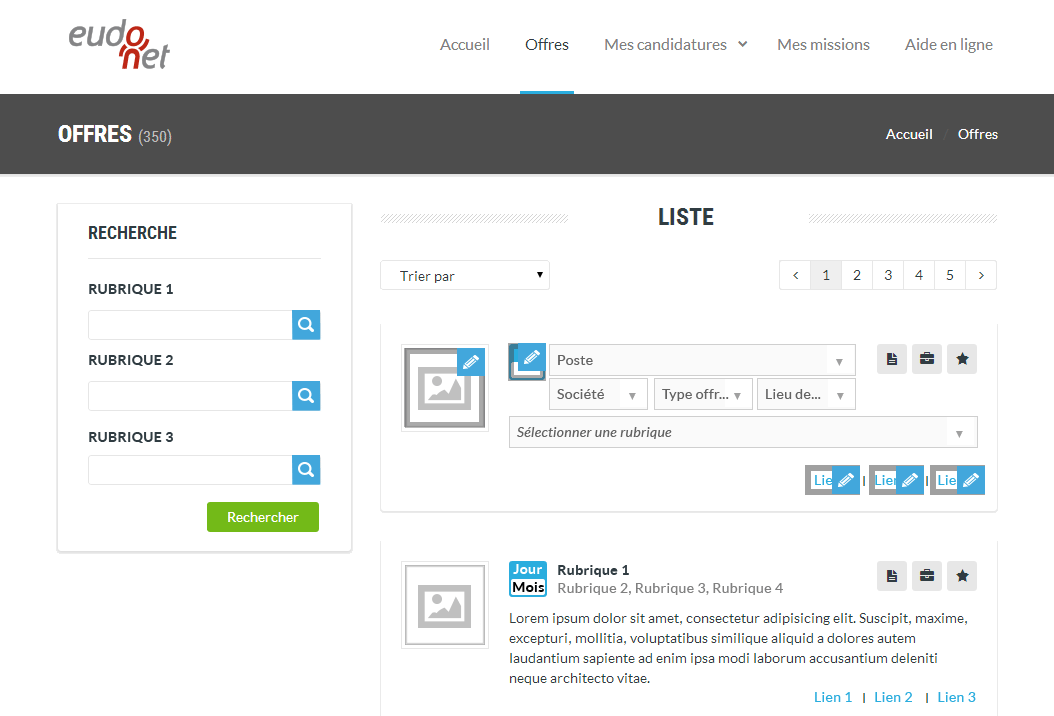 eudonet
Accueil Offres Mes candidatures Mes missions Aide en ligne
OFFRES (350)
Accueil / Offres
RECHERCHE
RUBRIQUE 1
RUBRIQUE 2
RUBRIQUE 3
Rechercher
LISTE
Trier par
1 2 3 4 5
Poste
Société Type offr... Lieu de...
Sélectionner une rubrique
Lie | Lien | Lie
Jour
Mois
Rubrique 1
Rubrique 2, Rubrique 3, Rubrique 4
Lorem ipsum dolor sit amet, consectetur adipisicing elit. Suscipit, maxime,
excepturi, mollitia, voluptatibus similique aliquid a dolores autem
laudantium sapiente ad enim ipsa modi laborum accusantium deleniti
neque architecto vitae.
Lien 1 | Lien 2 | Lien 3